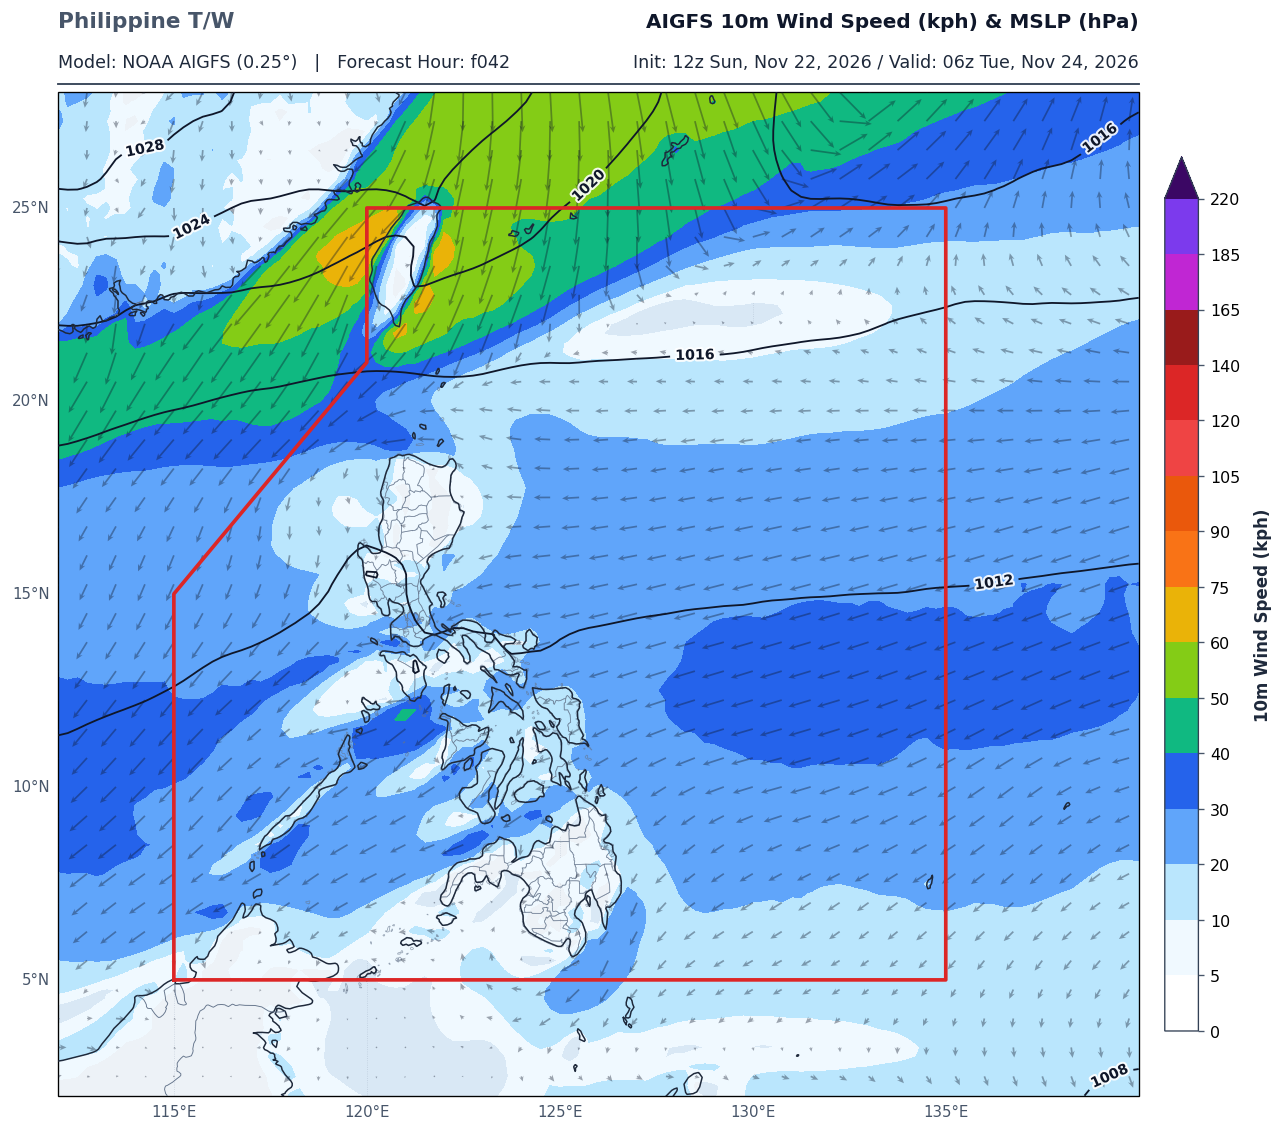 Philippine T/W
AIGFS 10m Wind Speed (kph) & MSLP (hPa)
Model: NOAA AIGFS (0.25°) | Forecast Hour: f042
Init: 12z Sun, Nov 22, 2026 / Valid: 06z Tue, Nov 24, 2026
1028
1016
1020
1024
1016
1012
1008
25°N
20°N
15°N
10°N
5°N
115°E
120°E
125°E
130°E
135°E
220
185
165
140
120
105
90
75
60
50
40
30
20
10
5
0
10m Wind Speed (kph)